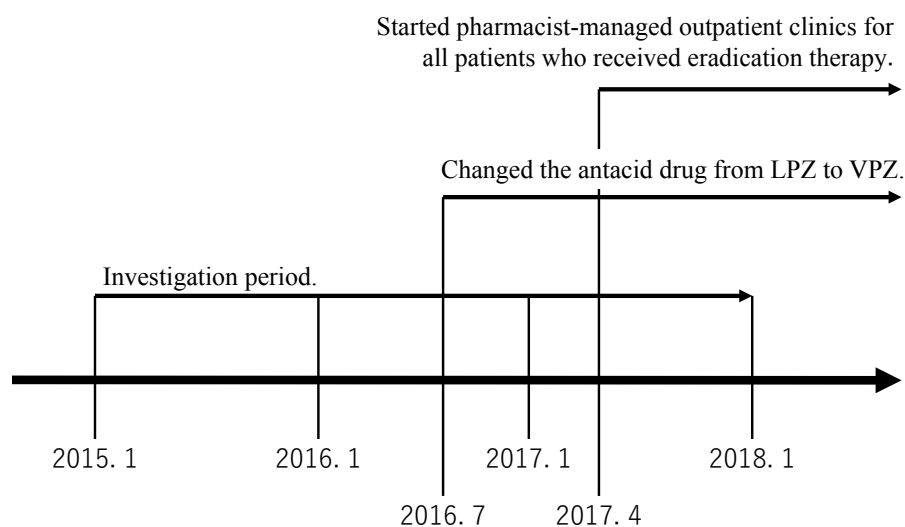 Started pharmacist-managed outpatient clinics for
all patients who received eradication therapy.
Changed the antacid drug from LPZ to VPZ.
Investigation period.
2015. 1
2016. 1
2017. 1
2018. 1
2016. 7
2017. 4